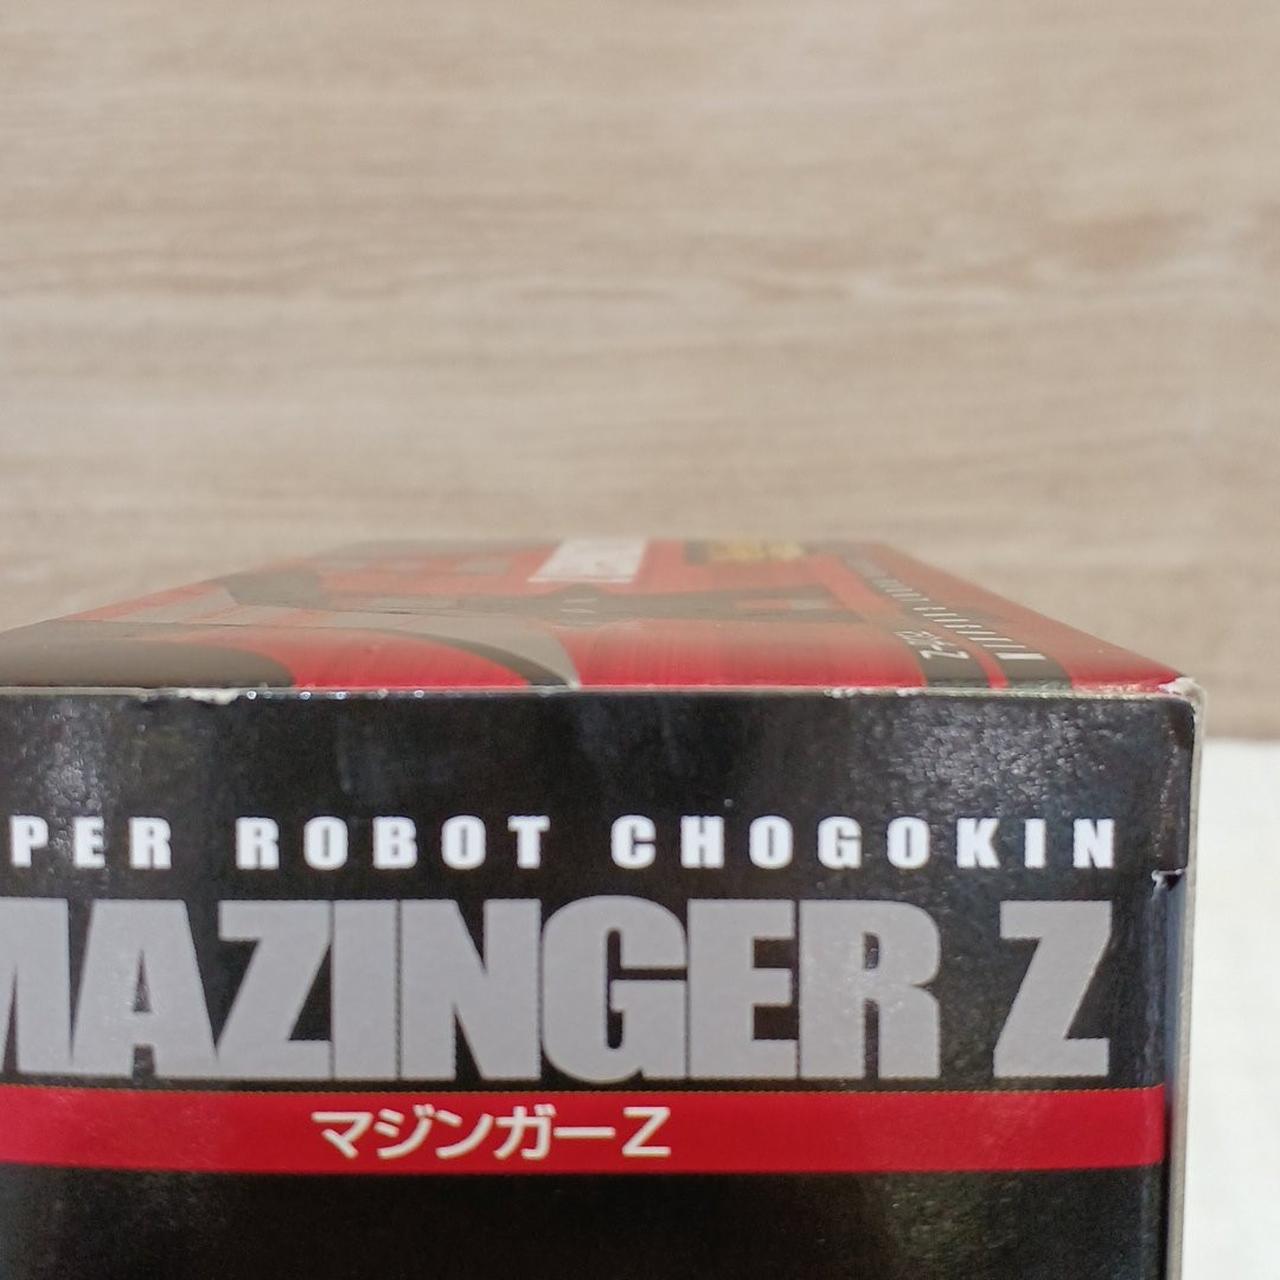 PER ROBOT CHOGOKIN
MAZINGER Z
マジンガーZ